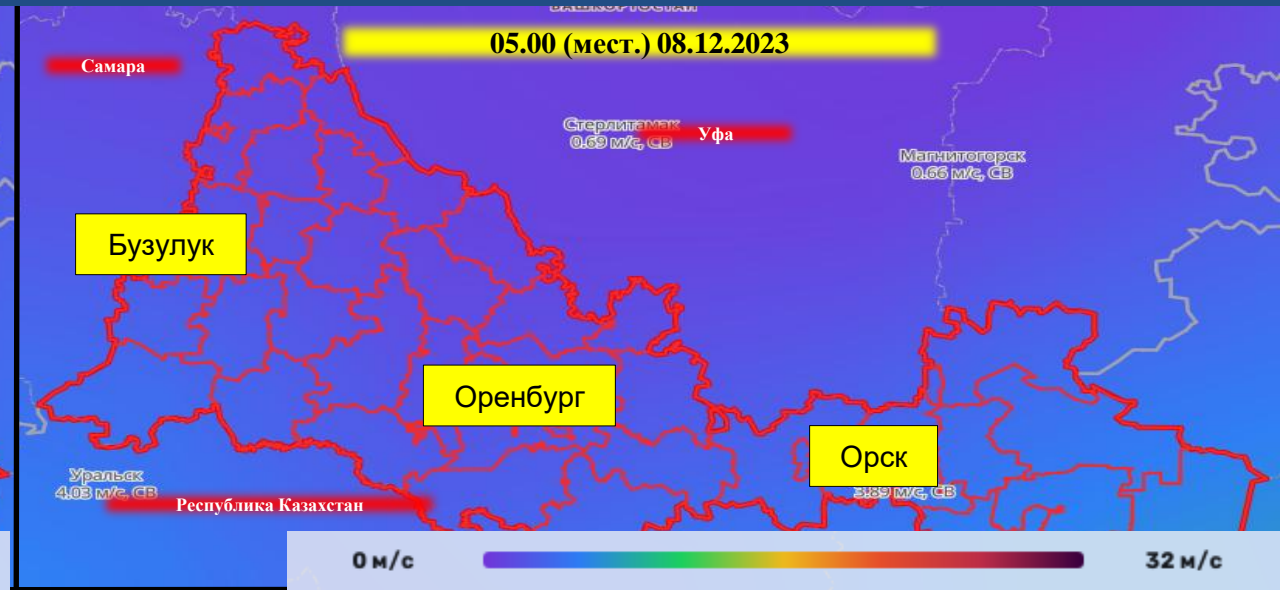 БАШКОРТОСТАН
05.00 (мест.) 08.12.2023
Самара
Стерлитамак
0.69 м/с, СВ
Уфа
Магнитогорск
0.66 м/с, СВ
Бузулук
Оренбург
Орск
3.89 м/с, СВ
Уральск
4.03 м/с, СВ
Республика Казахстан
0 м/с
32 м/с